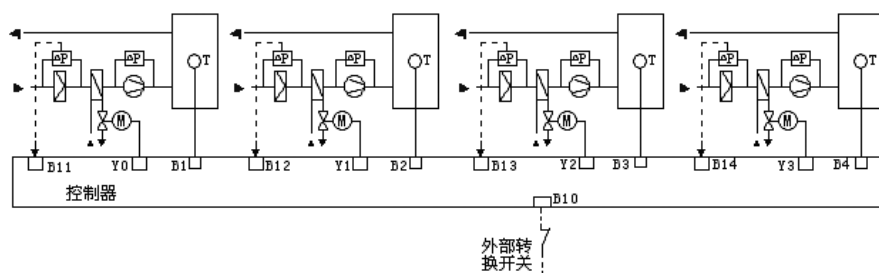 ΔP ΔP T ΔP ΔP T ΔP ΔP T ΔP ΔP T
M M M M
B11 Y0 B1 B12 Y1 B2 B13 Y2 B3 B14 Y3 B4
控制器
B10
外部转
换开关